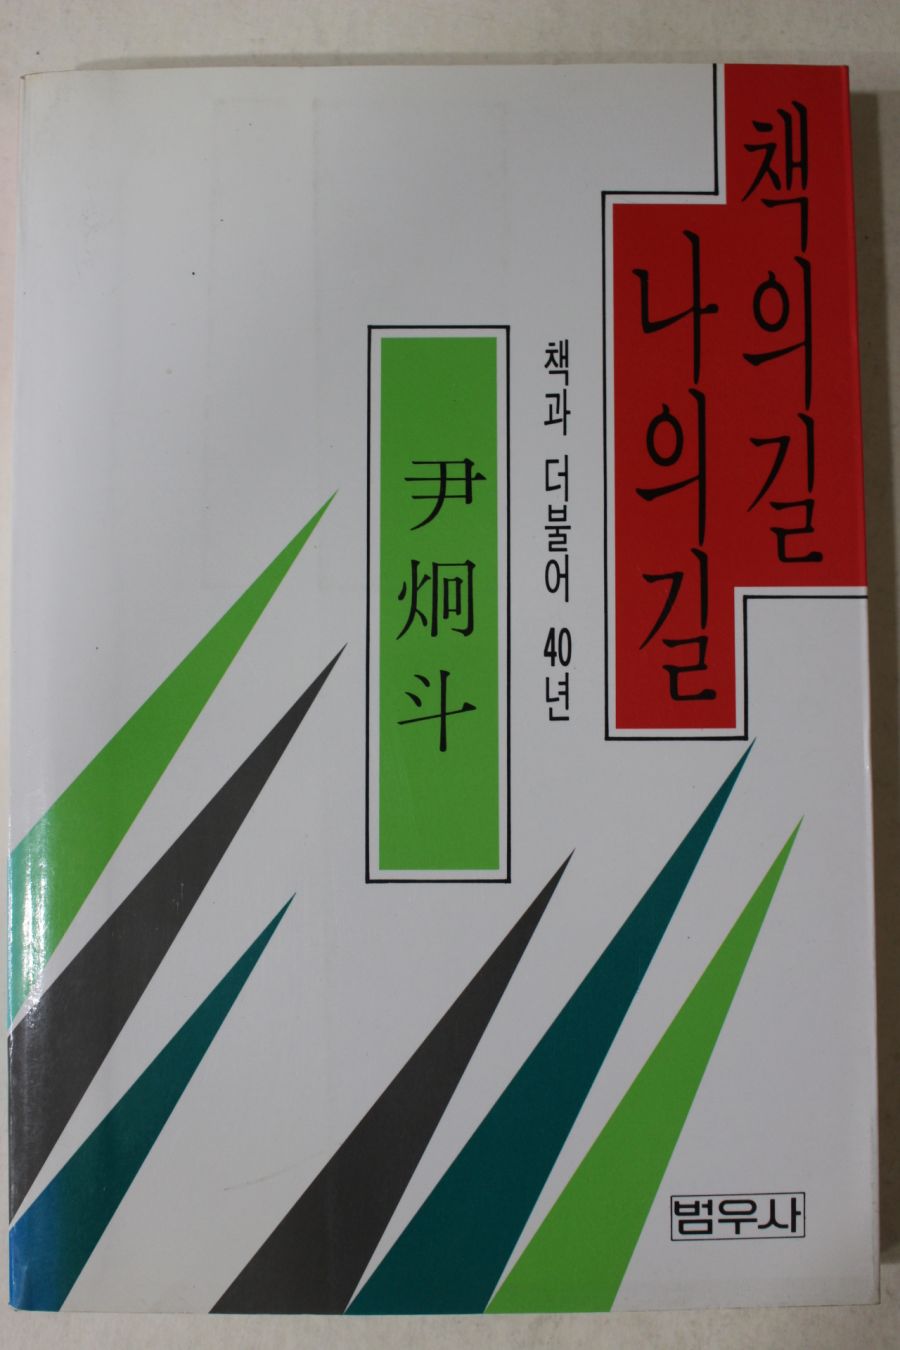 책의 길
나의 길
책과 더불어 40년
尹炯斗
범우사